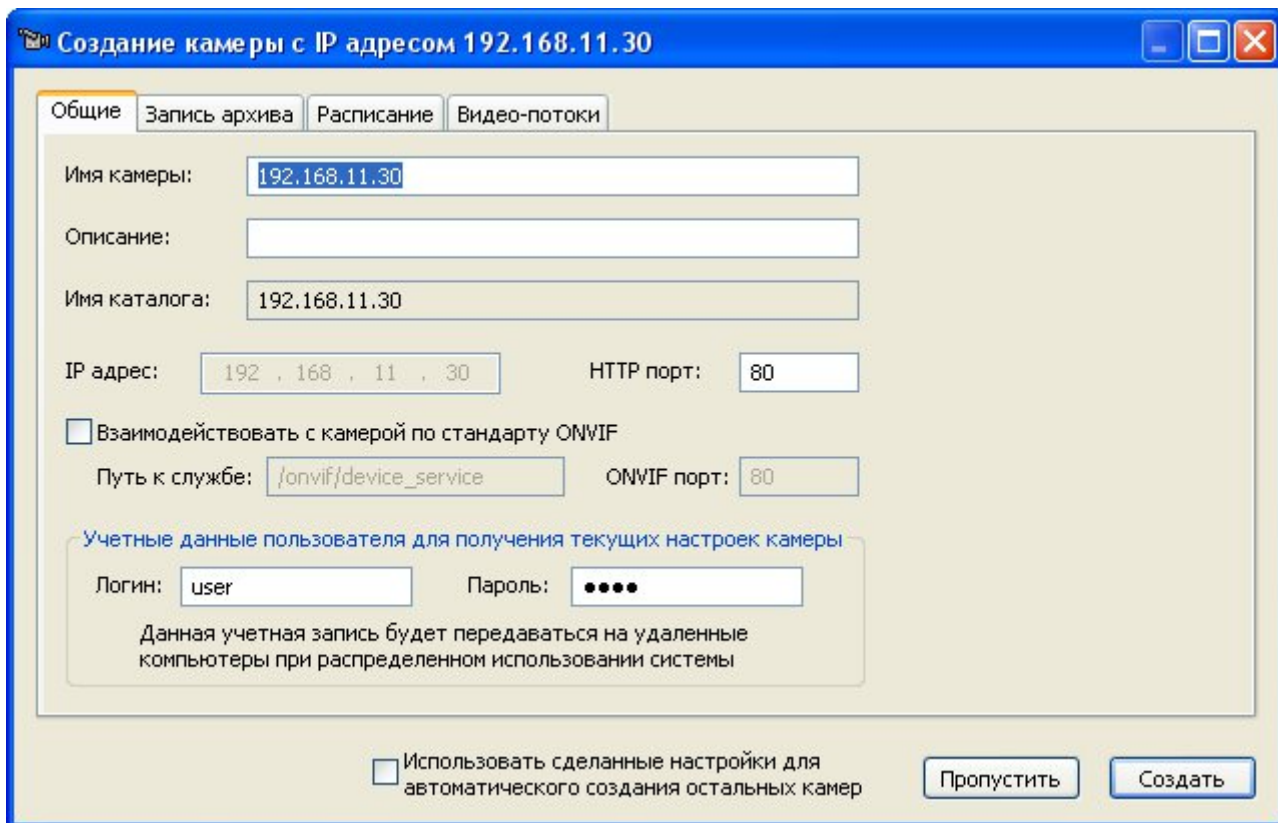 Создание камеры с IP адресом 192.168.11.30
Общие Запись архива Расписание Видео-потоки
Имя камеры: 192.168.11.30
Описание:
Имя каталога: 192.168.11.30
IP адрес: 192 . 168 . 11 . 30 HTTP порт: 80
Взаимодействовать с камерой по стандарту ONVIF
Путь к службе: /onvif/device_service ONVIF порт: 80
Учетные данные пользователя для получения текущих настроек камеры
Логин: user Пароль: ●●●●
Данная учетная запись будет передаваться на удаленные
компьютеры при распределенном использовании системы
Использовать сделанные настройки для
автоматического создания остальных камер
Пропустить Создать